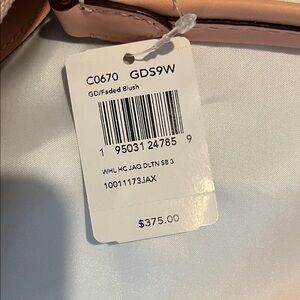 C0670 GDS9W
GD/Faded Blush
1 95031 24785 9
WHL HC JAQ DLTN SB 3
10011173JAX
$375.00